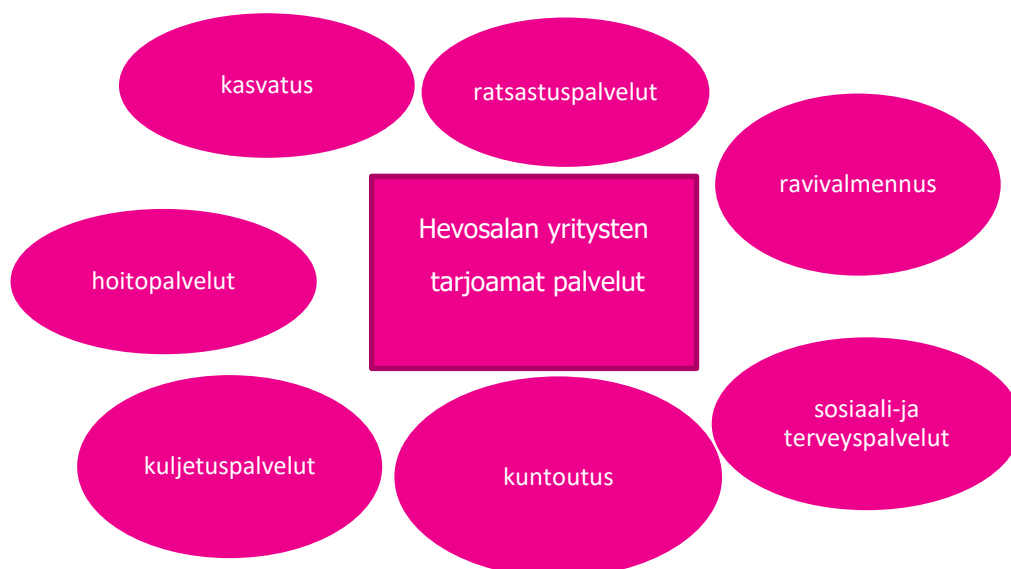 kasvatus
ratsastuspalvelut
ravivalmennus
Hevosalan yritysten
tarjoamat palvelut
hoitopalvelut
sosiaali-ja
terveyspalvelut
kuljetuspalvelut
kuntoutus